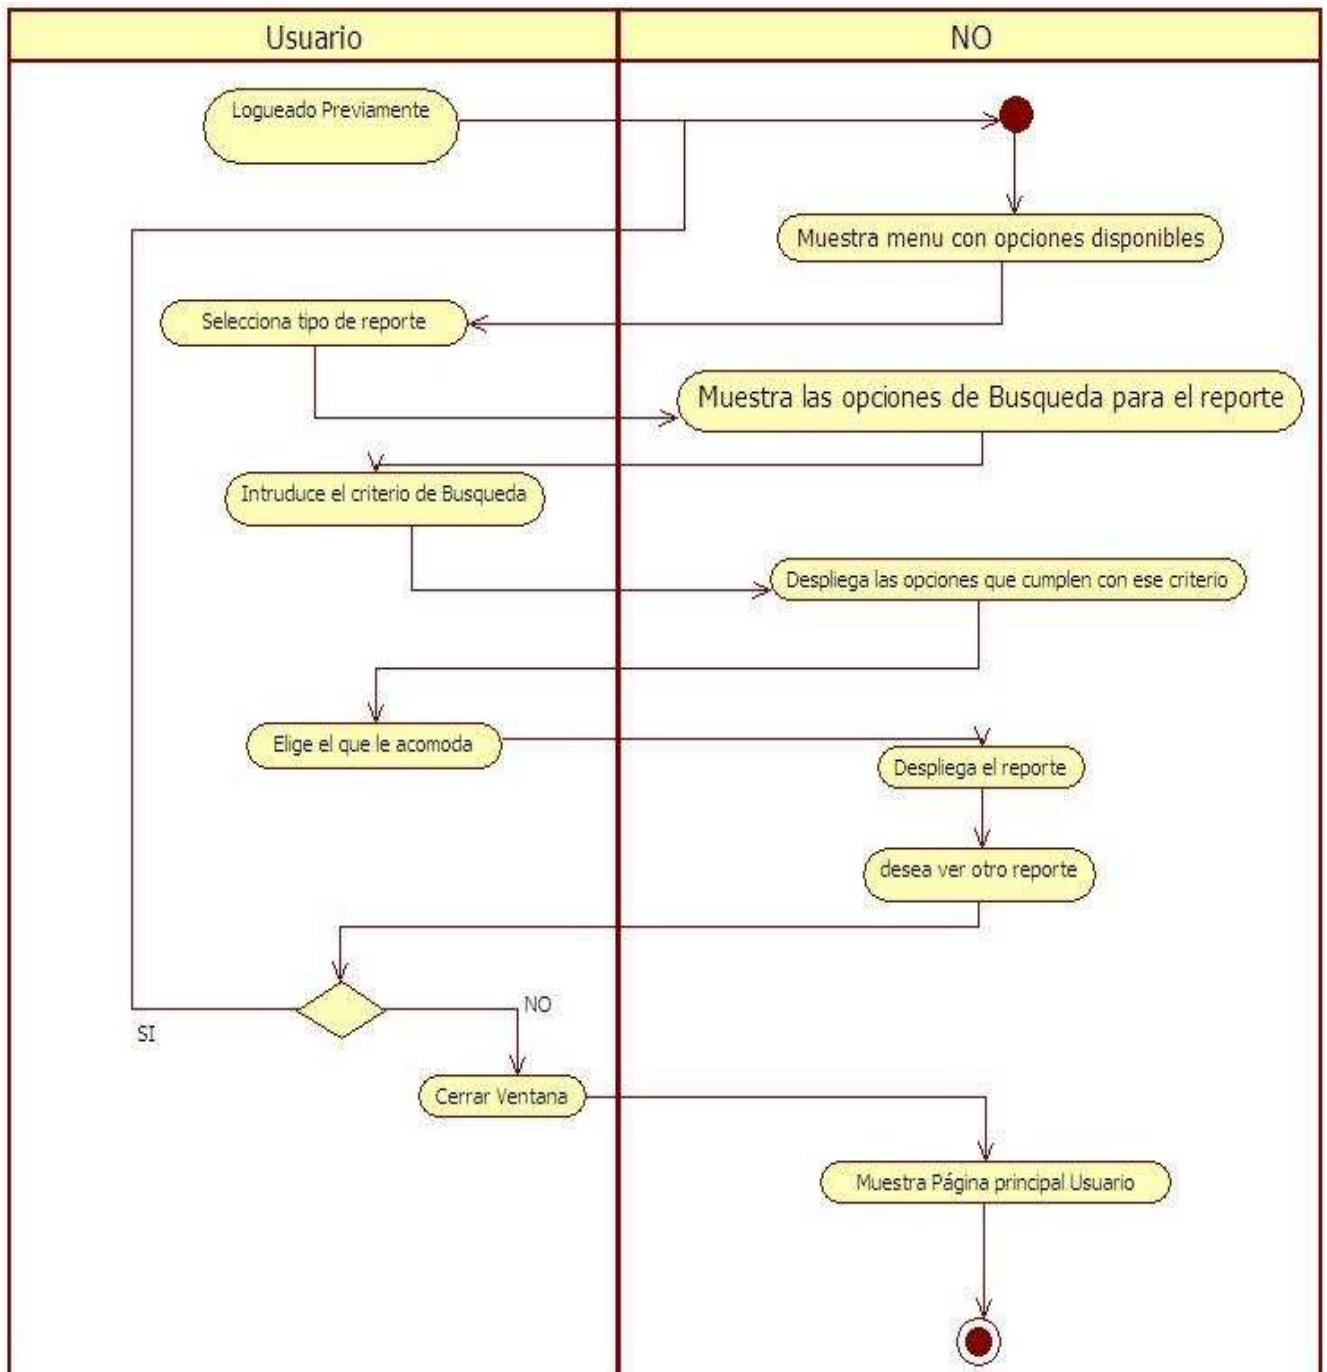 Usuario
NO
Logueado Previamente
Muestra menu con opciones disponibles
Selecciona tipo de reporte
Muestra las opciones de Busqueda para el reporte
Intruduce el criterio de Busqueda
Despliega las opciones que cumplen con ese criterio
Elige el que le acomoda
Despliega el reporte
desea ver otro reporte
NO
SI
Cerrar Ventana
Muestra Página principal Usuario